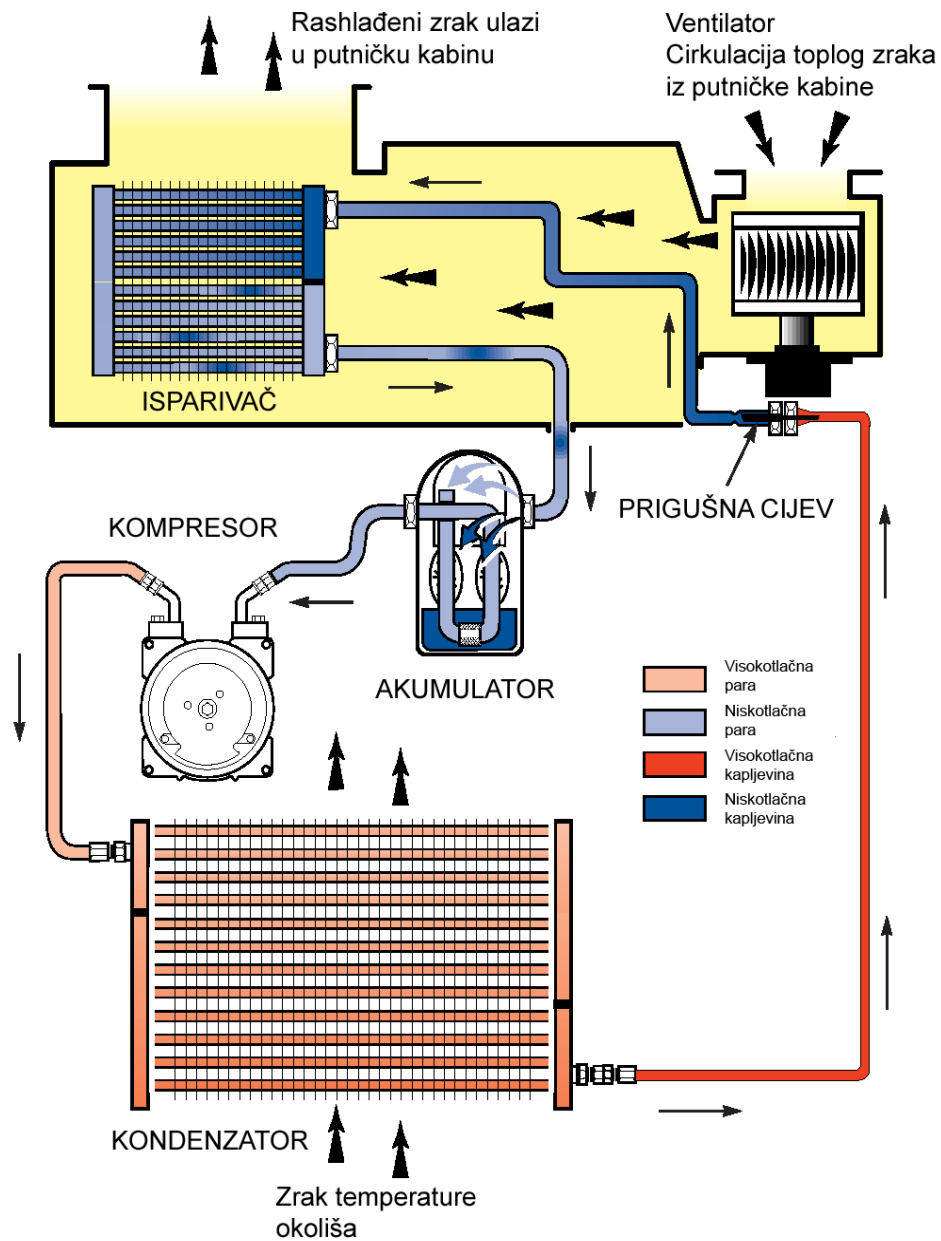 Rashlađeni zrak ulazi
u putničku kabinu
Ventilator
Cirkulacija toplog zraka
iz putničke kabine
ISPARIVAČ
PRIGUŠNA CIJEV
KOMPRESOR
AKUMULATOR
Visokotlačna
para
Niskotlačna
para
Visokotlačna
kapljevina
Niskotlačna
kapljevina
KONDENZATOR
Zrak temperature
okoliša